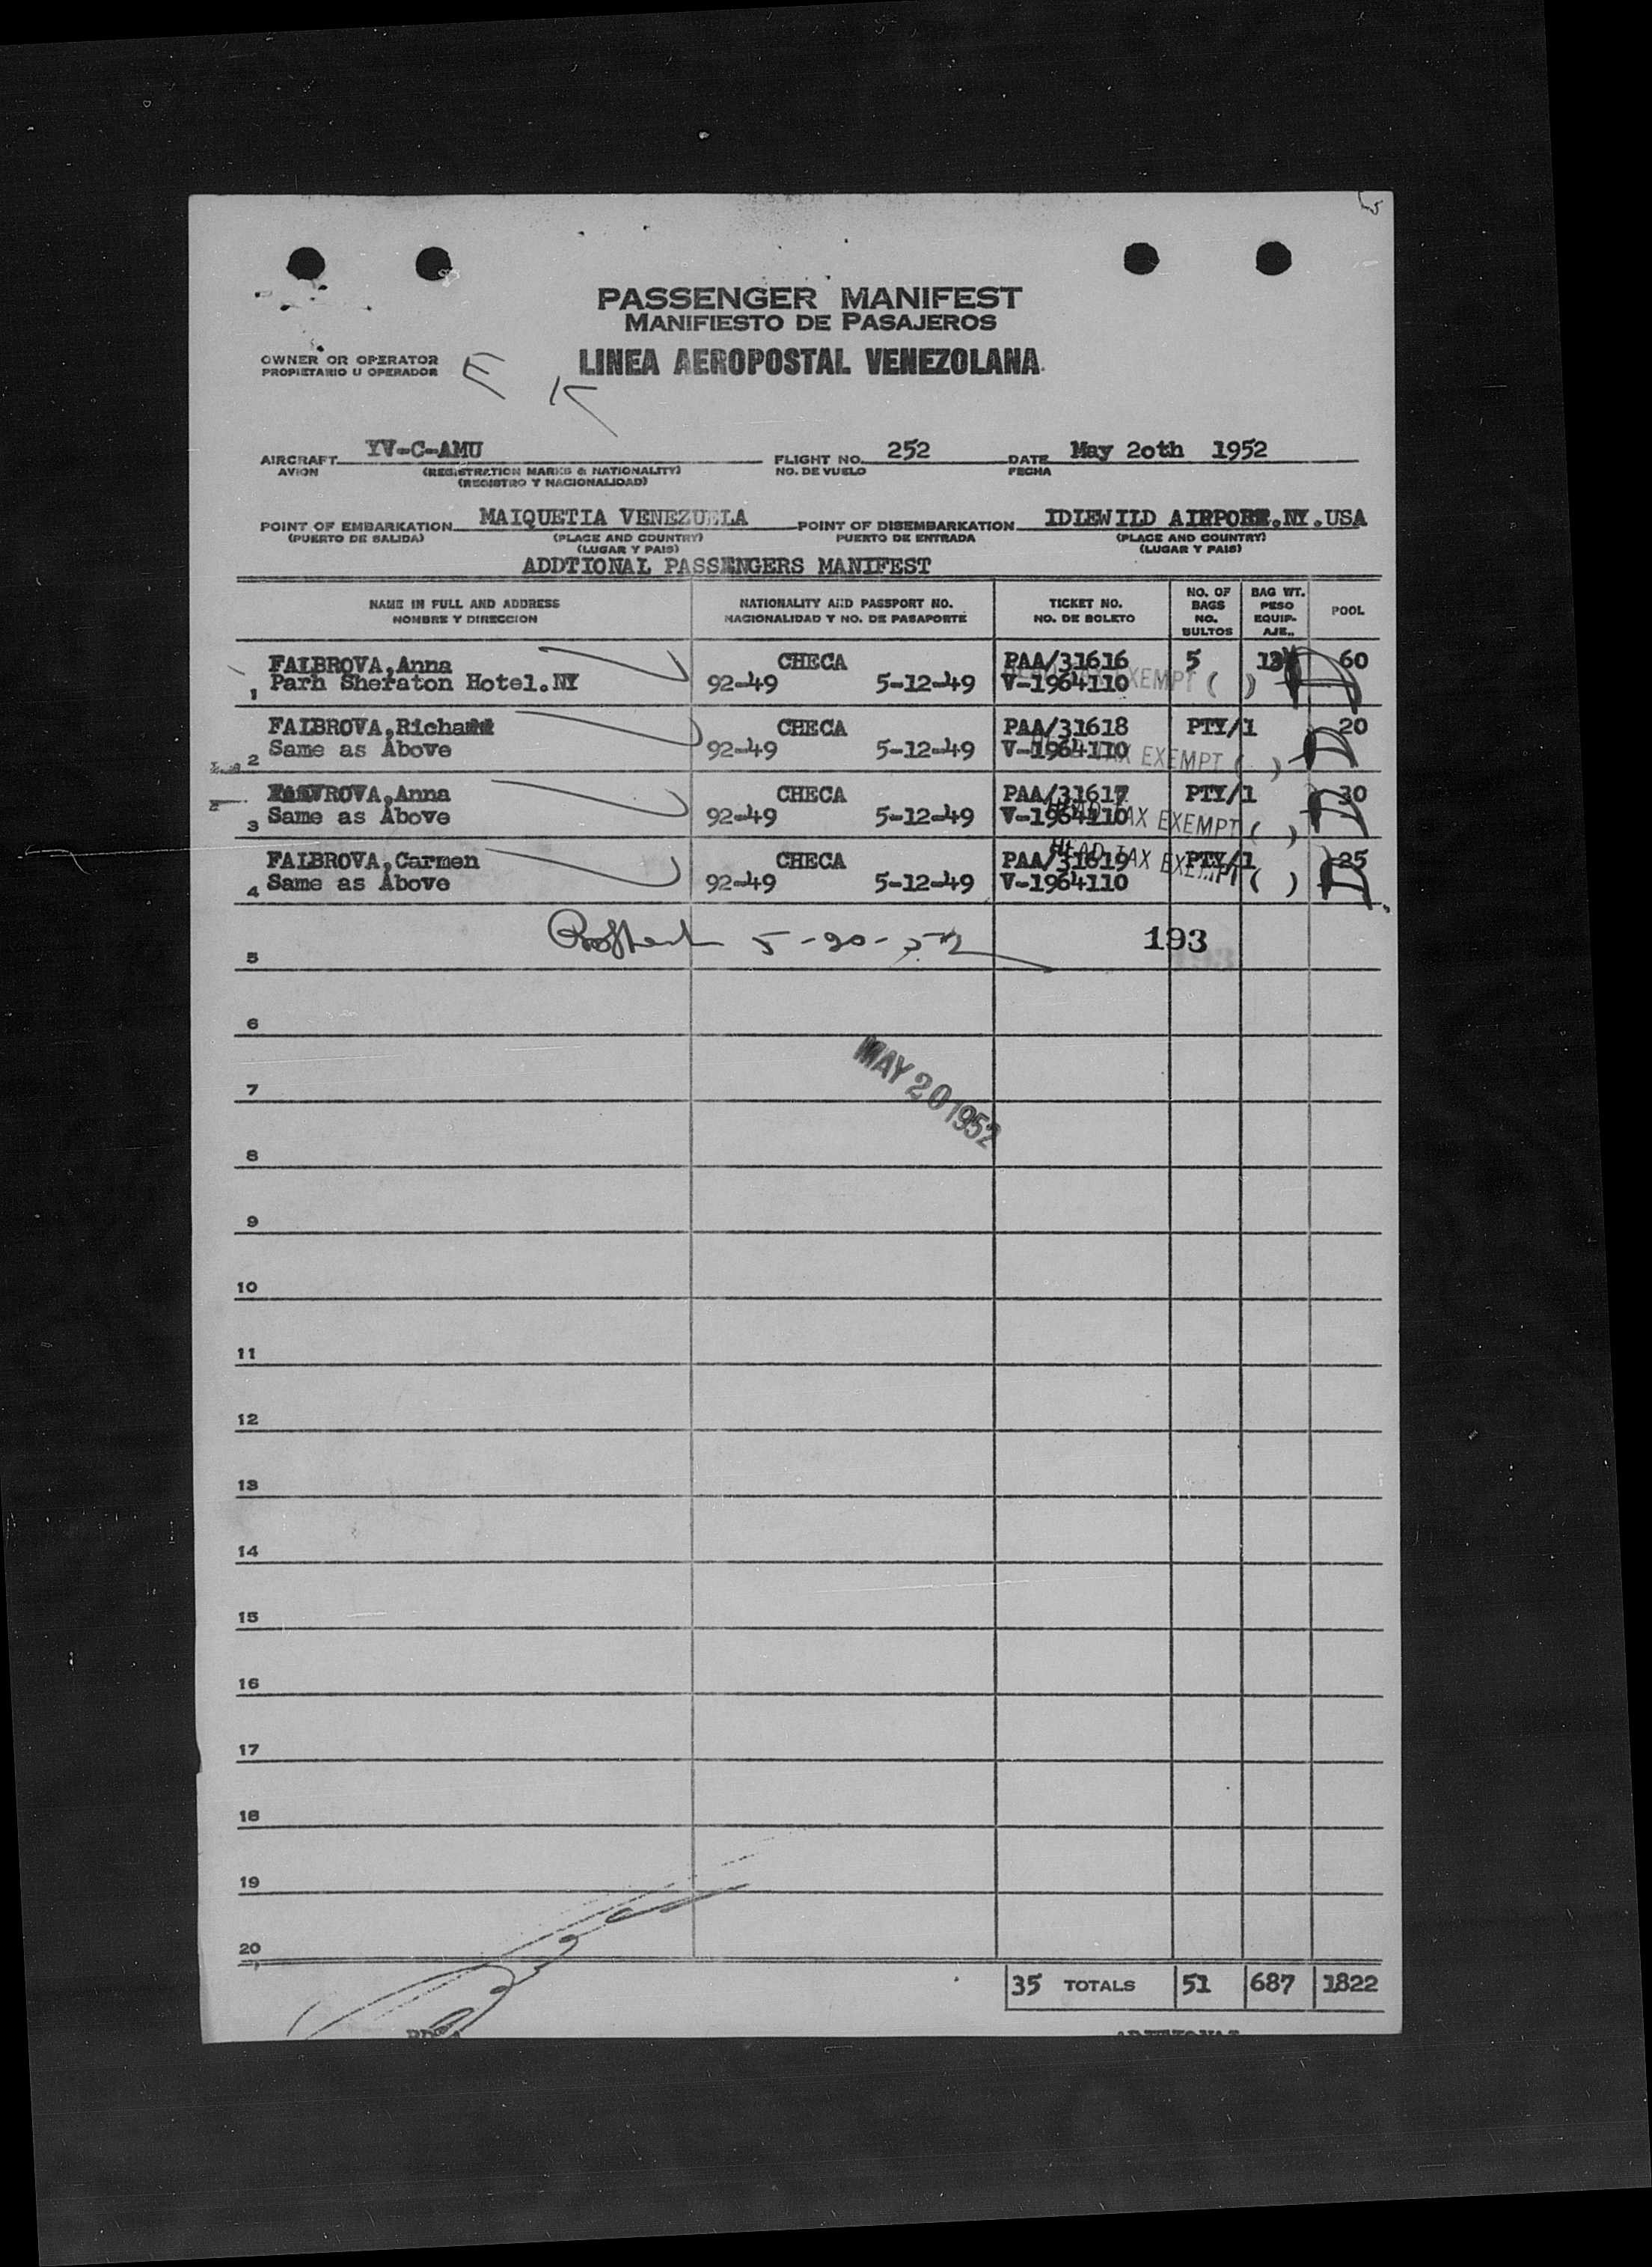 PASSENGER MANIFEST
MANIFIESTO DE PASAJEROS
OWNER OR OPERATOR
PROPIETARIO U OPERADOR
E K
LINEA AEROPOSTAL VENEZOLANA
AIRCRAFT YV-C-AMU FLIGHT NO. 252 DATE May 20th 1952
AVION (REGISTRATION MARKS & NATIONALITY) NO. DE VUELO FECHA
(REGISTRO Y NACIONALIDAD)
POINT OF EMBARKATION MAIQUETIA VENEZUELA POINT OF DISEMBARKATION IDLEWILD AIRPORT.NY.USA
(PUERTO DE SALIDA) (PLACE AND COUNTRY) PUERTO DE ENTRADA (PLACE AND COUNTRY)
(LUGAR Y PAIS) (LUGAR Y PAIS)
ADDTIONAL PASSENGERS MANIFEST
NAME IN FULL AND ADDRESS NATIONALITY AND PASSPORT NO. TICKET NO. NO. OF BAGS BAG WT. POOL
NOMBRE Y DIRECCION NACIONALIDAD Y NO. DE PASAPORTE NO. DE BOLETO NO. BULTOS PESO EQUIP-AJE..
FALBROVA,Anna CHECA PAA/31616 5 60
1 Parh Sheraton Hotel.NY 92-49 5-12-49 V-1964110 EXEMPT ( )
FALBROVA, CHECA PAA/31618 PTY/1 20
2 Same as Above 92-49 5-12-49 V-1964110 TAX EXEMPT ( )
ROVA,Anna CHECA PAA/31617 PTY/1 30
3 Same as Above 92-49 5-12-49 V-1964110 HEAD TAX EXEMPT ( )
FALBROVA,Carmen CHECA PAA/31619 HEAD TAX EXEMPT PTY/1 25
4 Same as Above 92-49 5-12-49 V-1964110 ( )
5 5-20-52 193
6
MAY 20 1952
7
8
9
10
11
12
13
14
15
16
17
18
19
20
35 TOTALS 51 687 1822